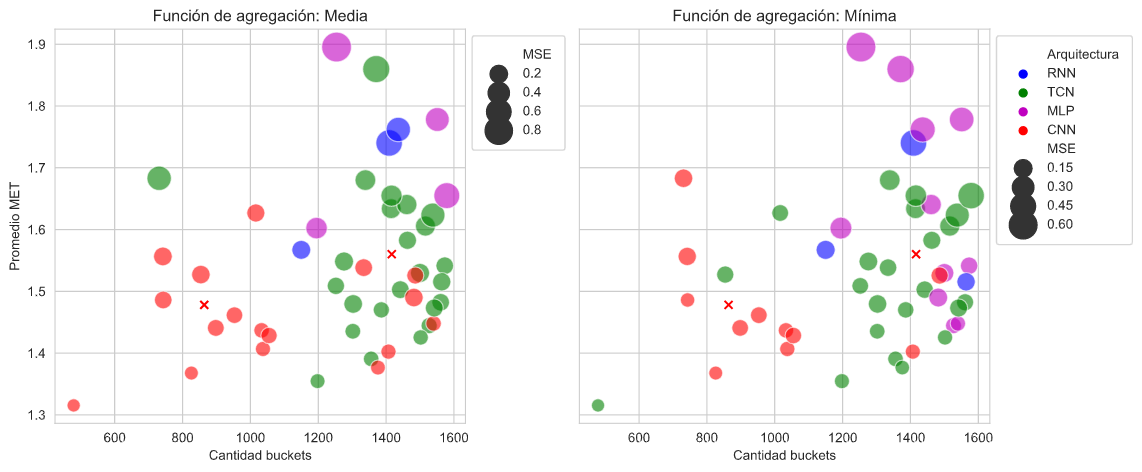 Función de agregación: Media
Promedio MET
1.9
1.8
1.7
1.6
1.5
1.4
1.3
600 800 1000 1200 1400 1600
Cantidad buckets
MSE
0.2
0.4
0.6
0.8
Función de agregación: Mínima
600 800 1000 1200 1400 1600
Cantidad buckets
Arquitectura
RNN
TCN
MLP
CNN
MSE
0.15
0.30
0.45
0.60